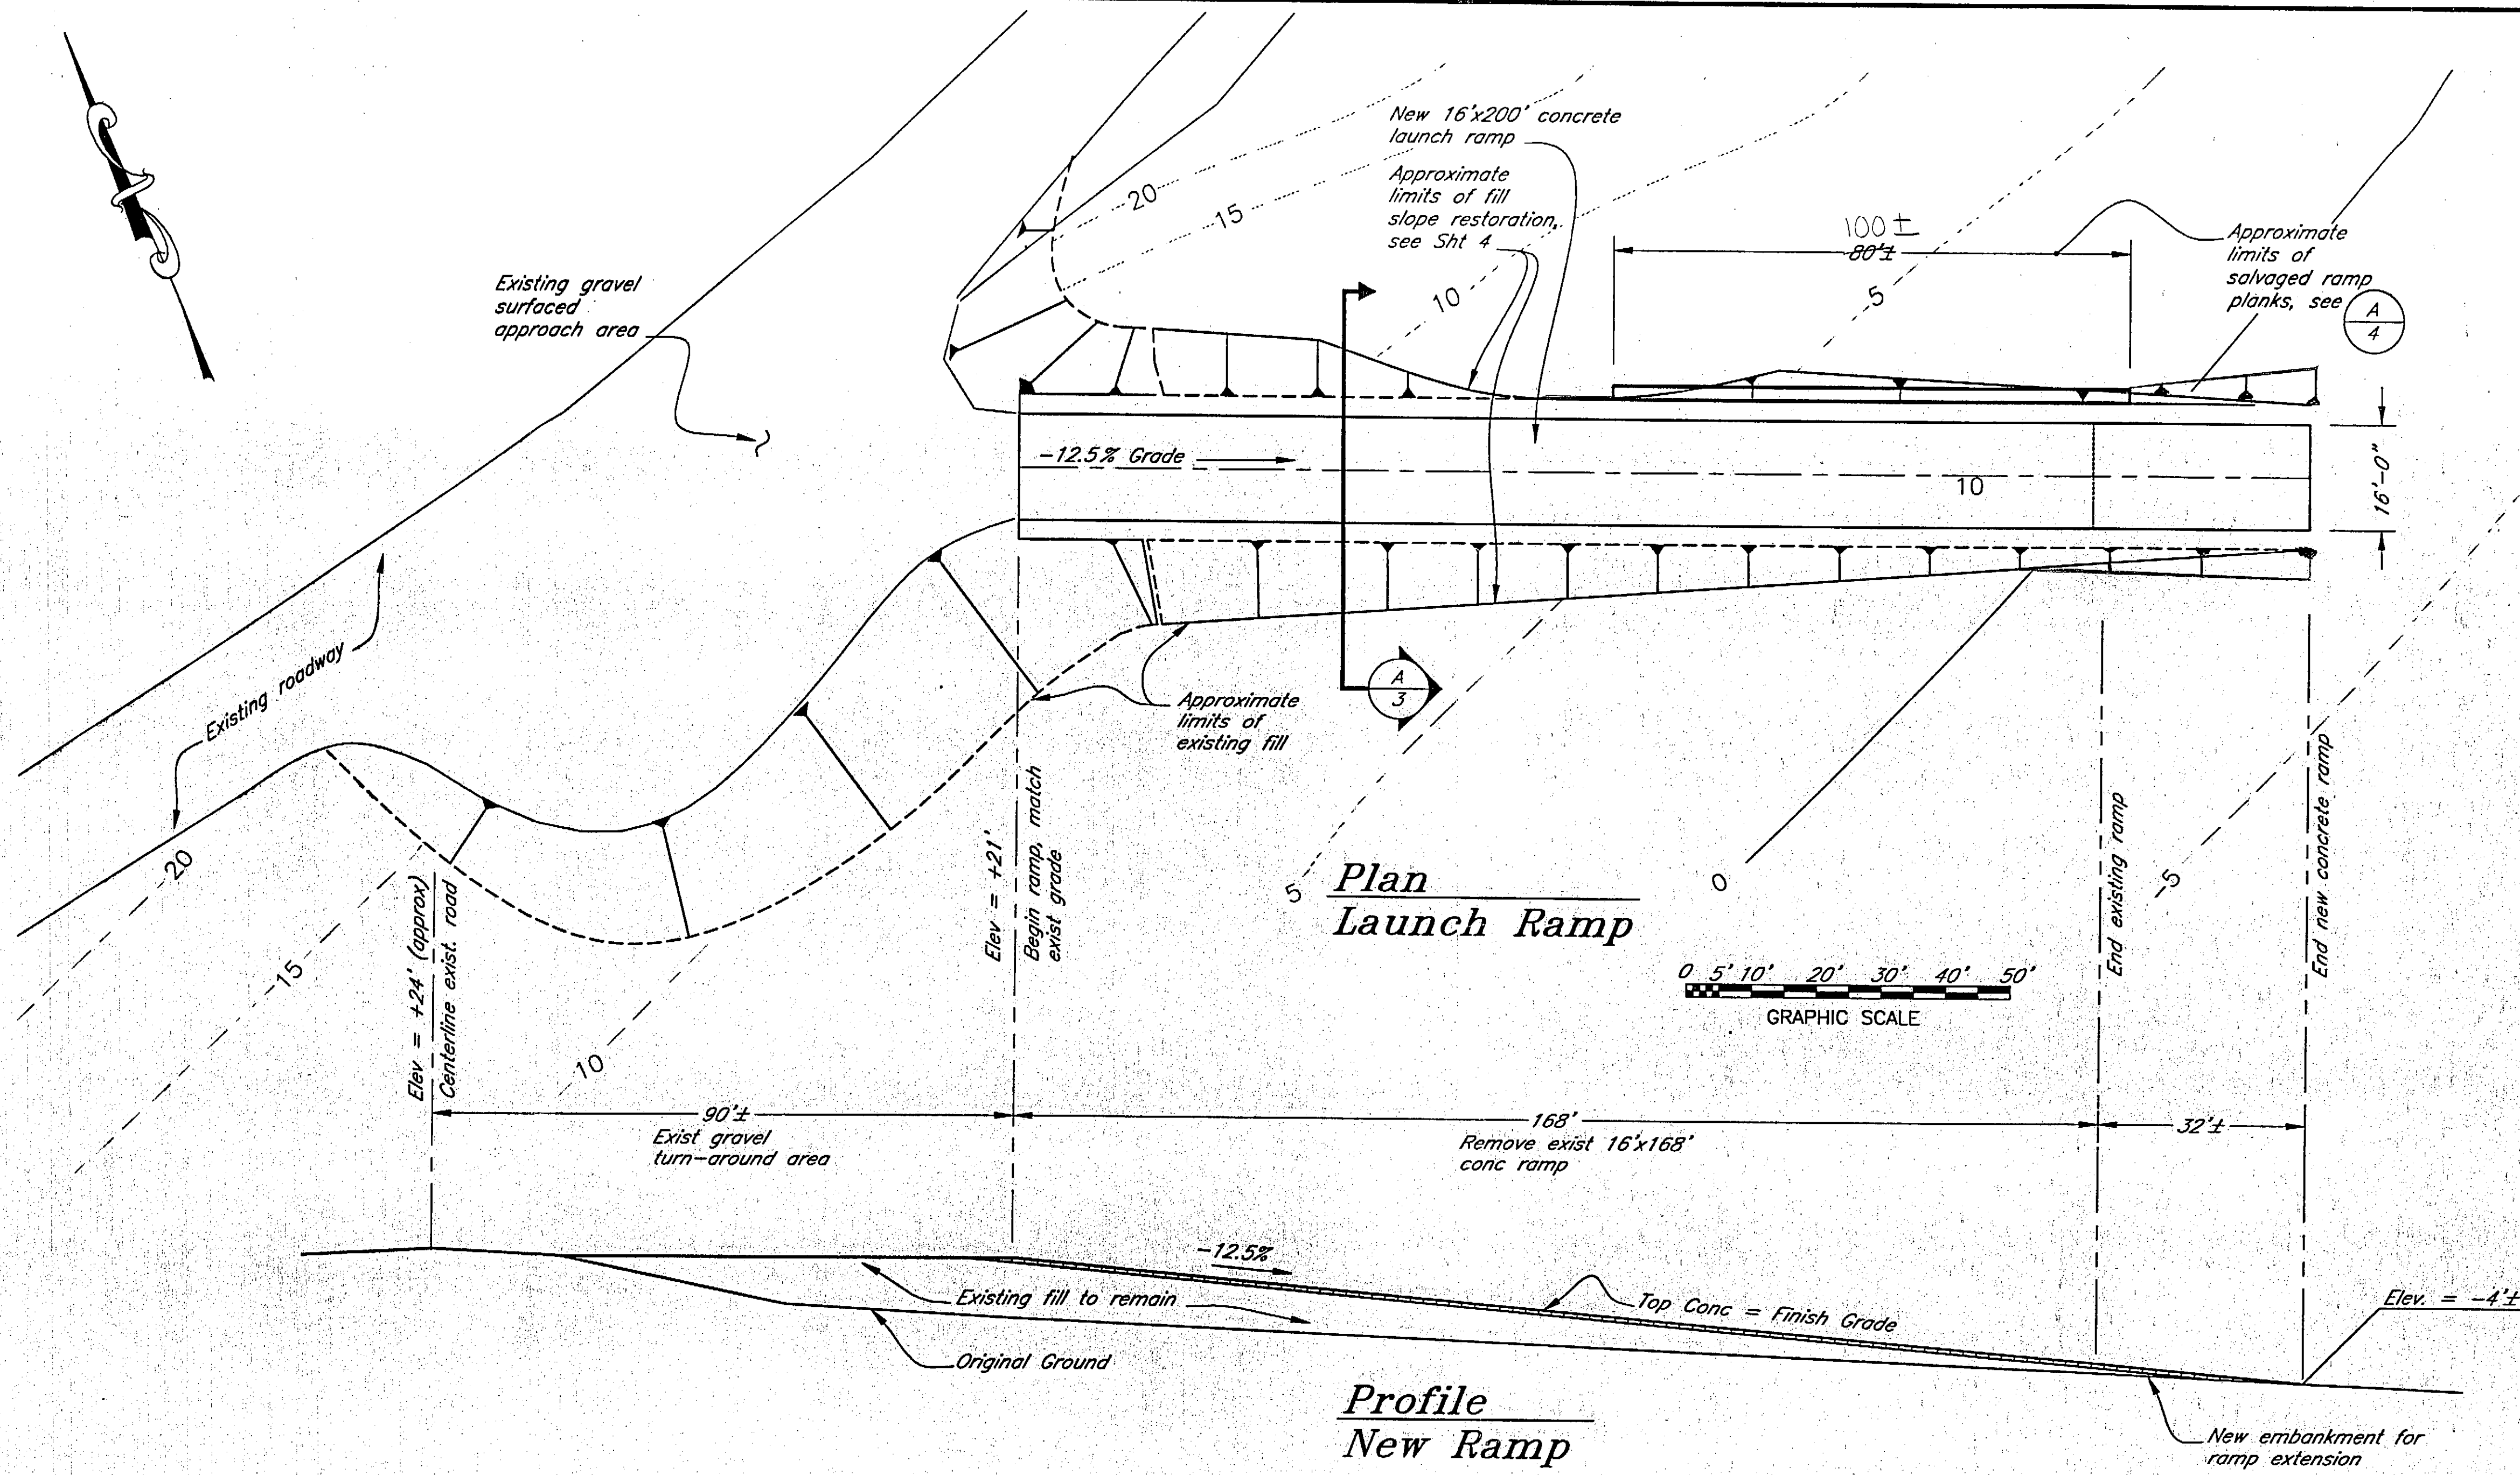 New 16'x200' concrete
launch ramp
Approximate
limits of fill
slope restoration,
see Sht 4
100±
80'±
Approximate
limits of
salvaged ramp
planks, see
A
4
Existing gravel
surfaced
approach area
20
15
10
-5
-12.5% Grade
10
16'-0"
Existing roadway
A
3
Approximate
limits of
existing fill
20
15
10
5
0
-5
Elev = +24' (approx)
Centerline exist. road
Elev = +21'
Begin ramp, match
exist grade
End existing ramp
End new concrete ramp
Plan
Launch Ramp
0 5' 10' 20' 30' 40' 50'
GRAPHIC SCALE
90'±
Exist gravel
turn-around area
168'
Remove exist 16'x168'
conc ramp
32'±
-12.5%
Existing fill to remain
Top Conc = Finish Grade
Elev. = -4'±
Original Ground
Profile
New Ramp
New embankment for
ramp extension